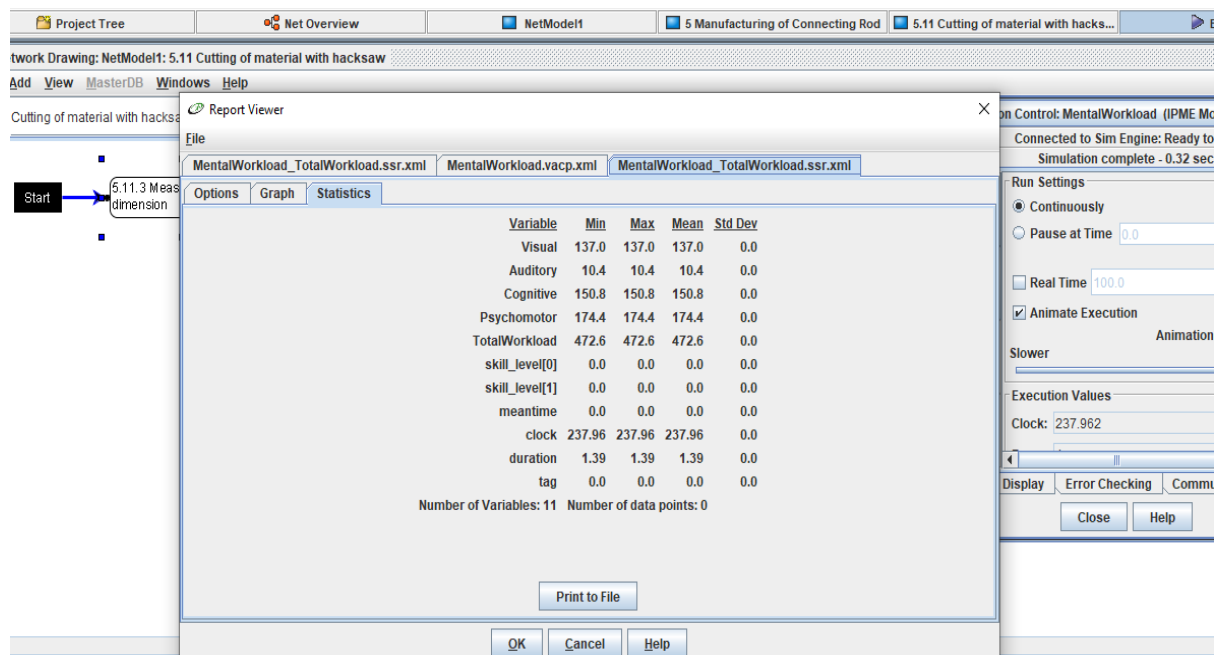 Project Tree Net Overview NetModel1 5 Manufacturing of Connecting Rod 5.11 Cutting of material with hacks...
twork Drawing: NetModel1: 5.11 Cutting of material with hacksaw
Add View MasterDB Windows Help
Cutting of material with hacksa
Start
5.11.3 Meas
dimension
Report Viewer
File
MentalWorkload_TotalWorkload.ssr.xml MentalWorkload.vacp.xml MentalWorkload_TotalWorkload.ssr.xml
Options Graph Statistics
Variable Min Max Mean Std Dev
Visual 137.0 137.0 137.0 0.0
Auditory 10.4 10.4 10.4 0.0
Cognitive 150.8 150.8 150.8 0.0
Psychomotor 174.4 174.4 174.4 0.0
TotalWorkload 472.6 472.6 472.6 0.0
skill_level[0] 0.0 0.0 0.0 0.0
skill_level[1] 0.0 0.0 0.0 0.0
meantime 0.0 0.0 0.0 0.0
clock 237.96 237.96 237.96 0.0
duration 1.39 1.39 1.39 0.0
tag 0.0 0.0 0.0 0.0
Number of Variables: 11 Number of data points: 0
Print to File
OK Cancel Help
on Control: MentalWorkload (IPME Mo
Connected to Sim Engine: Ready to
Simulation complete - 0.32 sec
Run Settings
Continuously
Pause at Time 0.0
Real Time 100.0
Animate Execution
Animation
Slower
Execution Values
Clock: 237.962
Display Error Checking Commu
Close Help